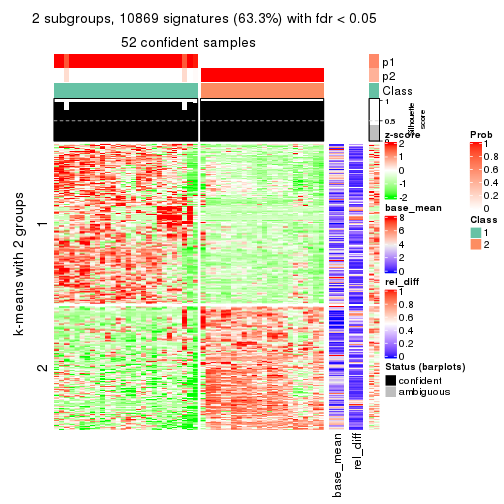 2 subgroups, 10869 signatures (63.3%) with fdr < 0.05
52 confident samples
p1
p2
Class
1
0.5
0
Silhouette
score
k-means with 2 groups
1
2
base_mean
rel_diff
z-score
2
1
0
-1
-2
base_mean
8
6
4
2
0
rel_diff
1
0.8
0.6
0.4
0.2
0
Status (barplots)
confident
ambiguous
Prob
1
0.8
0.6
0.4
0.2
0
Class
1
2